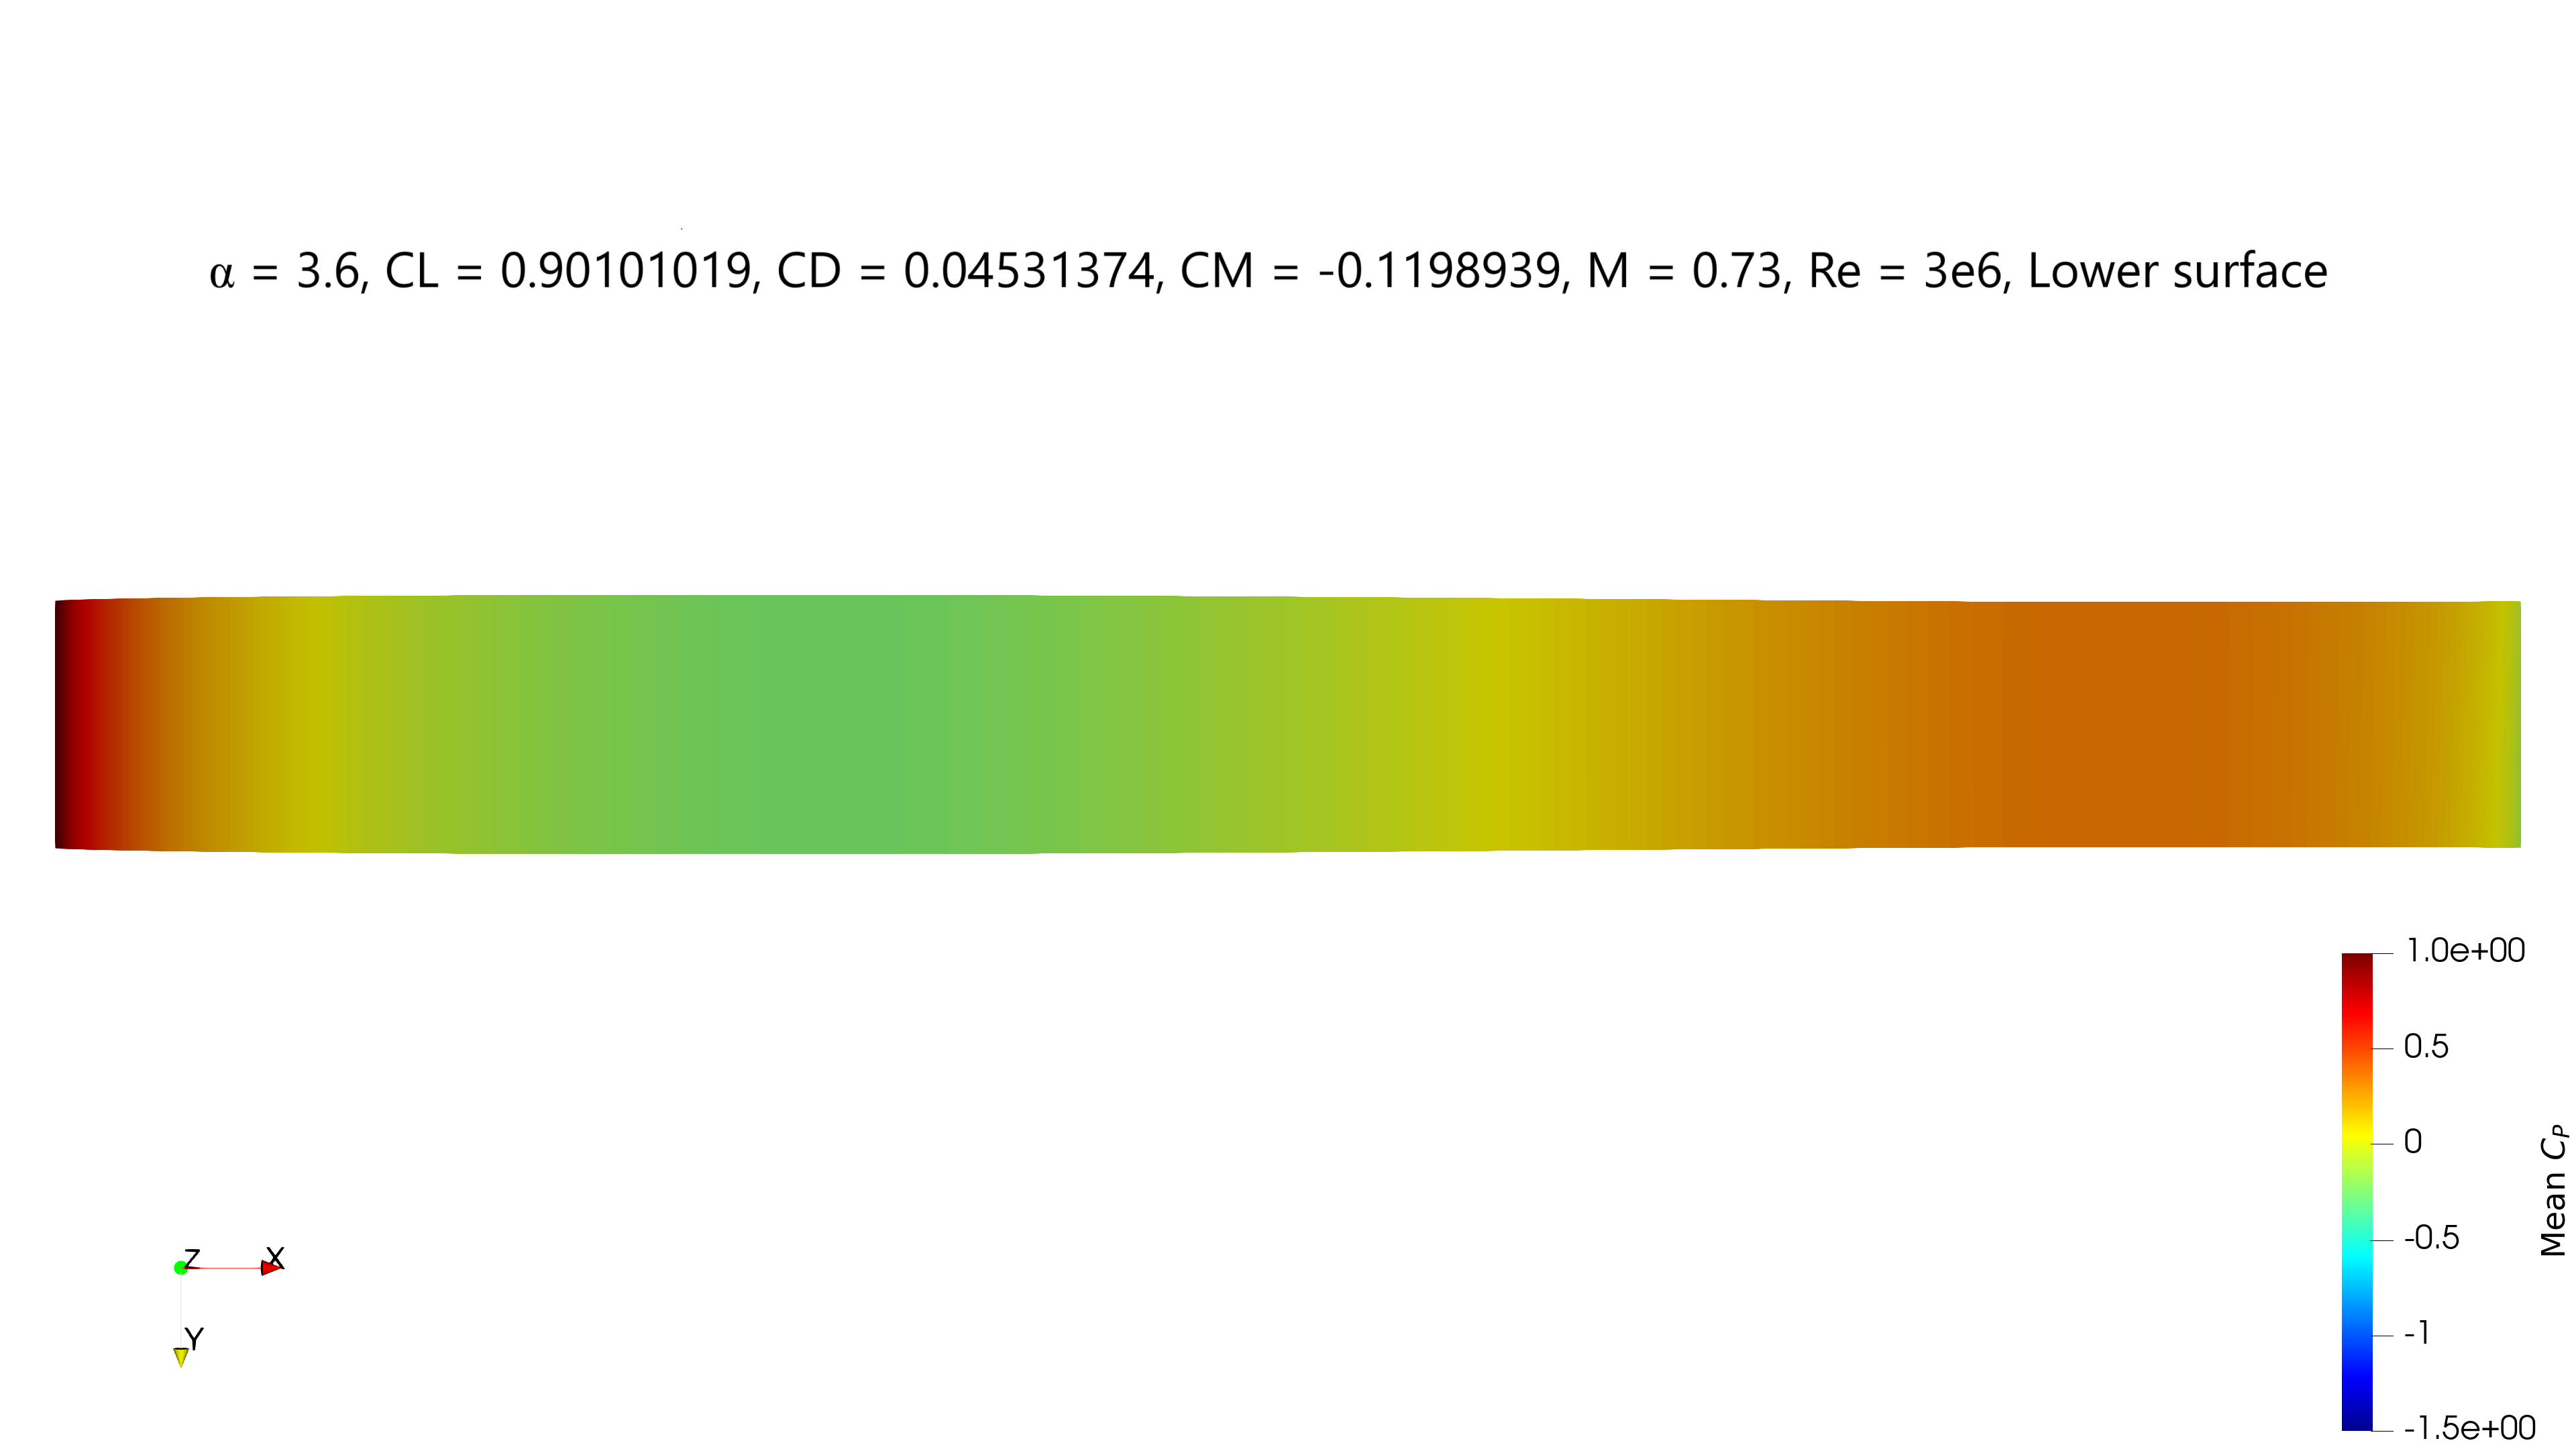 α = 3.6, CL = 0.90101019, CD = 0.04531374, CM = -0.1198939, M = 0.73, Re = 3e6, Lower surface
1.0e+00
0.5
0
-0.5
-1
-1.5e+00
Mean C_P
Z
X
Y